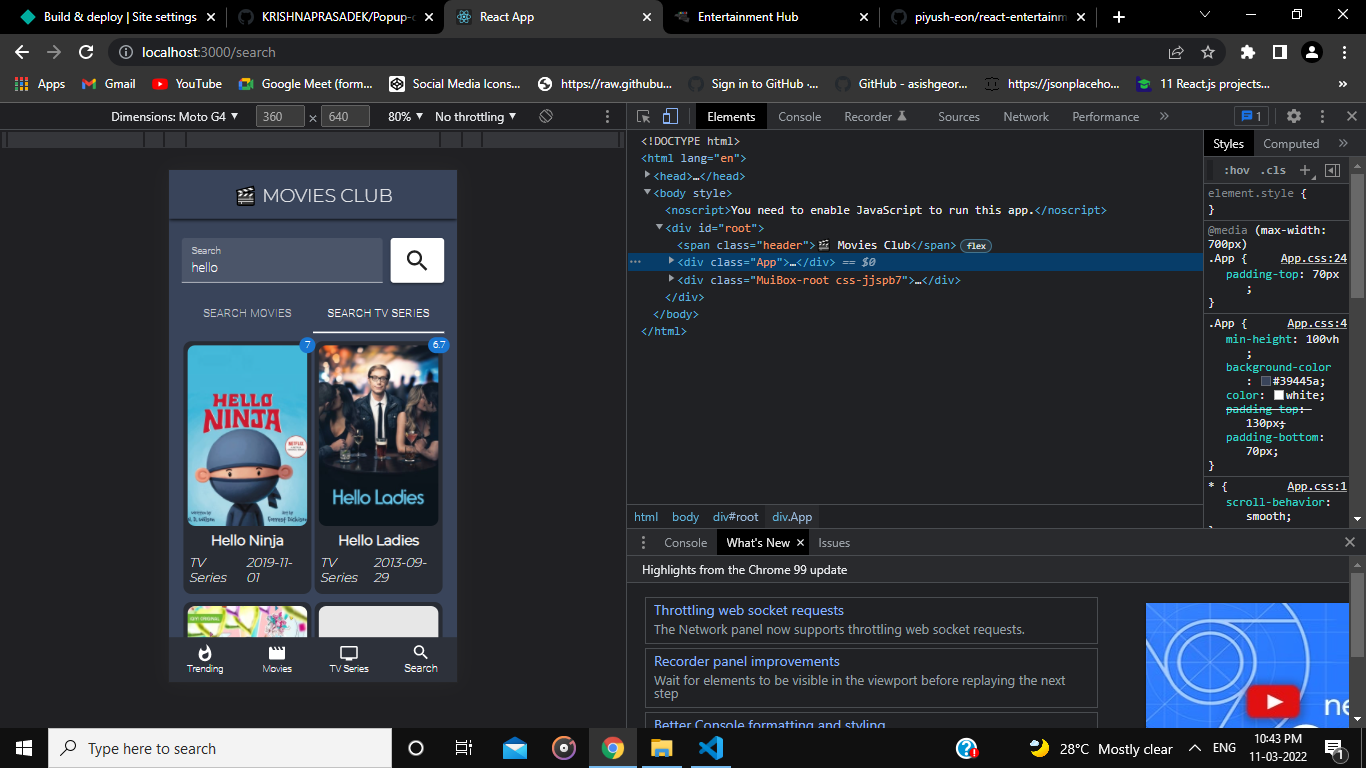 Build & deploy | Site settings
KRISHNAPRASADEK/Popup-c
React App
Entertainment Hub
piyush-eon/react-entertainm
localhost:3000/search
Apps
Gmail
YouTube
Google Meet (form...
Social Media Icons...
https://raw.githubu...
Sign in to GitHub ·...
GitHub - asishgeor...
https://jsonplaceho...
11 React.js projects...
»
Dimensions: Moto G4 ▼
360 × 640
80% ▼
No throttling ▼
Elements
Console
Recorder
Sources
Network
Performance
»
1
MOVIES CLUB
Search
hello
SEARCH MOVIES
SEARCH TV SERIES
7
6.7
HELLO
NINJA
NETFLIX
N. D. Wilson
Forrest Dickison
Hello Ladies
Hello Ninja
Hello Ladies
TV Series
2019-11-01
TV Series
2013-09-29
Trending
Movies
TV Series
Search
<!DOCTYPE html>
<html lang="en">
<head>…</head>
<body style>
<noscript>You need to enable JavaScript to run this app.</noscript>
<div id="root">
<span class="header">🎬 Movies Club</span> flex
<div class="App">…</div> == $0
<div class="MuiBox-root css-jjspb7">…</div>
</div>
</body>
</html>
html body div#root div.App
Styles
Computed
»
:hov .cls +
element.style {
}
@media (max-width:
700px)
.App { App.css:24
padding-top: 70px
;
}
.App { App.css:4
min-height: 100vh
;
background-color
: #39445a;
color: white;
padding-top:
130px;
padding-bottom:
70px;
}
* { App.css:1
scroll-behavior:
smooth;
Console
What's New ×
Issues
Highlights from the Chrome 99 update
Throttling web socket requests
The Network panel now supports throttling web socket requests.
Recorder panel improvements
Wait for elements to be visible in the viewport before replaying the next
step
Better Console formatting and styling
ne
Type here to search
28°C Mostly clear
ENG
10:43 PM
11-03-2022
1